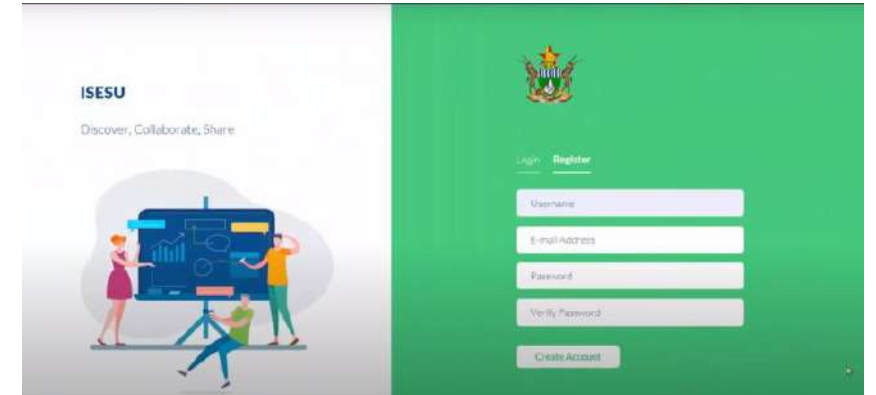 ISESU
Discover, Collaborate, Share
Login Register
Username
E-mail Address
Password
Verify Password
Create Account